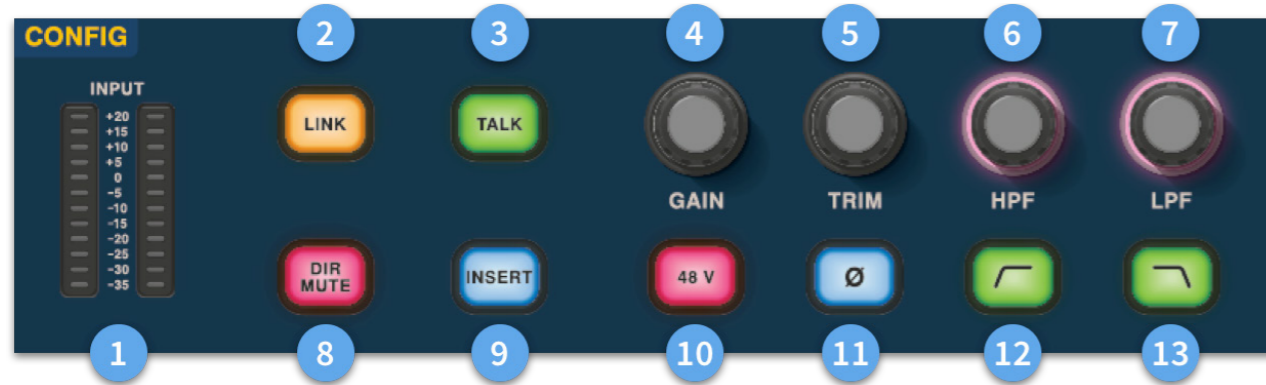 CONFIG
2 3 4 5 6 7
INPUT
+20
+15
+10
+5
0
-5
-10
-15
-20
-25
-30
-35
LINK TALK
GAIN TRIM HPF LPF
DIR
MUTE
INSERT 48 V Ø
1 8 9 10 11 12 13